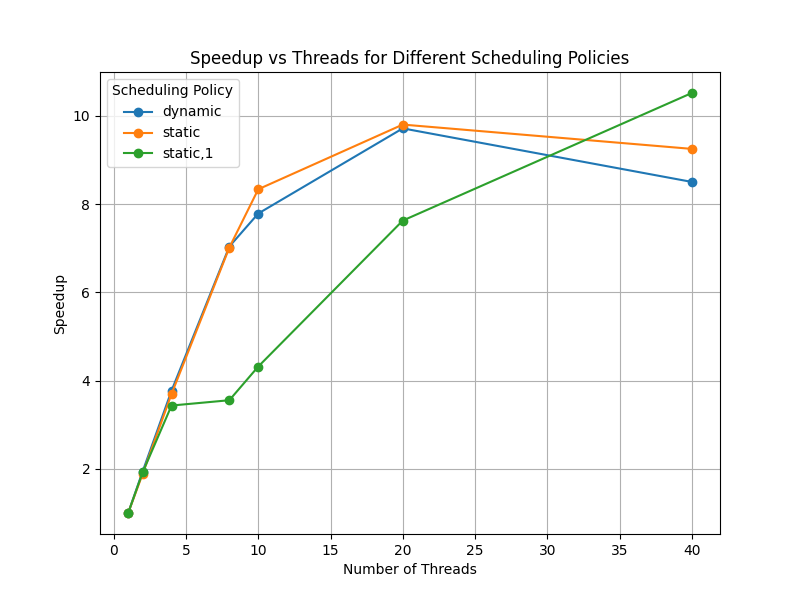 Speedup vs Threads for Different Scheduling Policies
Scheduling Policy
dynamic
static
static,1
10
8
6
4
2
Speedup
0 5 10 15 20 25 30 35 40
Number of Threads